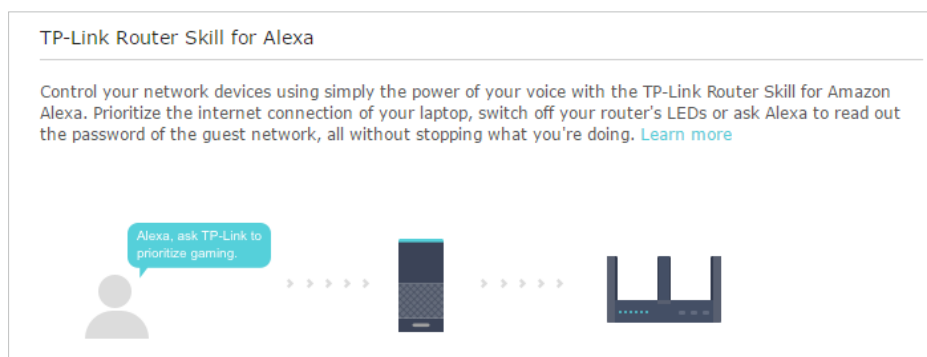 TP-Link Router Skill for Alexa
Control your network devices using simply the power of your voice with the TP-Link Router Skill for Amazon
Alexa. Prioritize the internet connection of your laptop, switch off your router's LEDs or ask Alexa to read out
the password of the guest network, all without stopping what you're doing. Learn more
Alexa, ask TP-Link to
prioritize gaming.